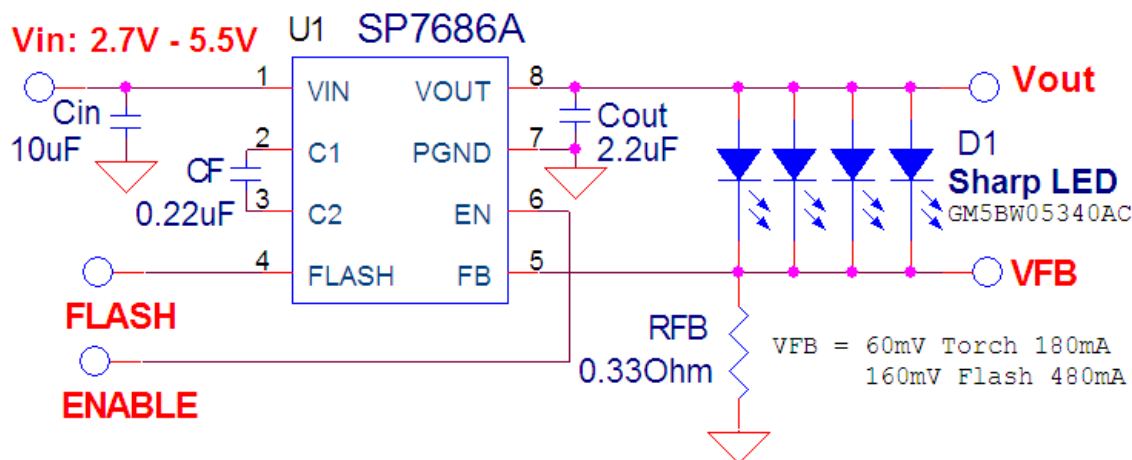 U1 SP7686A
Vin: 2.7V - 5.5V
1
VIN
VOUT
8
Vout
Cin
10uF
Cout
2.2uF
2
C1
PGND
7
CF
0.22uF
D1
Sharp LED
GM5BW05340AC
3
C2
EN
6
4
FLASH
FB
5
VFB
FLASH
RFB
0.33Ohm
VFB = 60mV Torch 180mA
160mV Flash 480mA
ENABLE